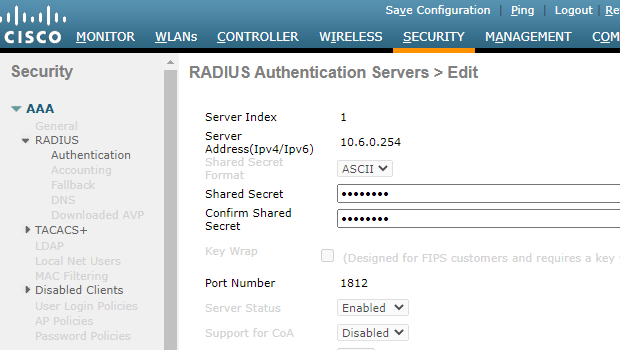 Save Configuration | Ping | Logout | Re
CISCO MONITOR WLANs CONTROLLER WIRELESS SECURITY MANAGEMENT COM
Security
AAA
General
RADIUS
Authentication
Accounting
Fallback
DNS
Downloaded AVP
TACACS+
LDAP
Local Net Users
MAC Filtering
Disabled Clients
User Login Policies
AP Policies
Password Policies
RADIUS Authentication Servers > Edit
Server Index 1
Server
Address(Ipv4/Ipv6) 10.6.0.254
Shared Secret
Format ASCII
Shared Secret ••••••••
Confirm Shared
Secret ••••••••
Key Wrap (Designed for FIPS customers and requires a key
Port Number 1812
Server Status Enabled
Support for CoA Disabled